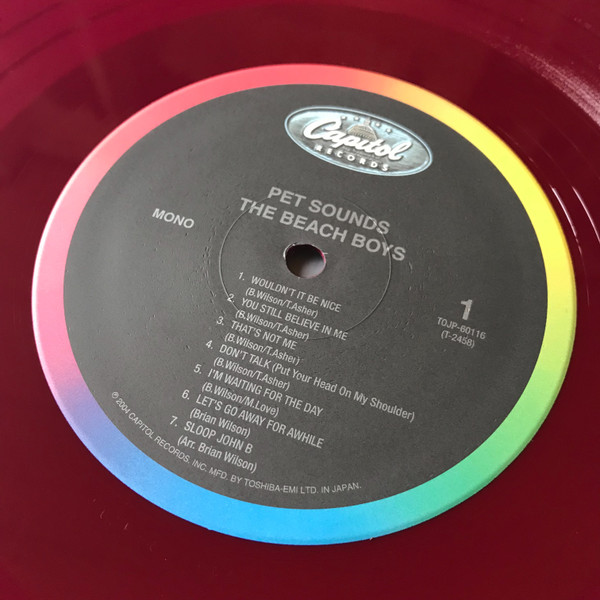 Capitol
RECORDS
PET SOUNDS
THE BEACH BOYS
MONO
1
TOJP-60116
(T-2458)
1. WOULDN'T IT BE NICE
(B.Wilson/T.Asher)
2. YOU STILL BELIEVE IN ME
(B.Wilson/T.Asher)
3. THAT'S NOT ME
(B.Wilson/T.Asher)
4. DON'T TALK (Put Your Head On My Shoulder)
(B.Wilson/T.Asher)
5. I'M WAITING FOR THE DAY
(B.Wilson/M.Love)
6. LET'S GO AWAY FOR AWHILE
(Brian Wilson)
7. SLOOP JOHN B
(Arr. Brian Wilson)
℗ 2004 CAPITOL RECORDS, INC. MFD. BY TOSHIBA-EMI LTD. IN JAPAN.